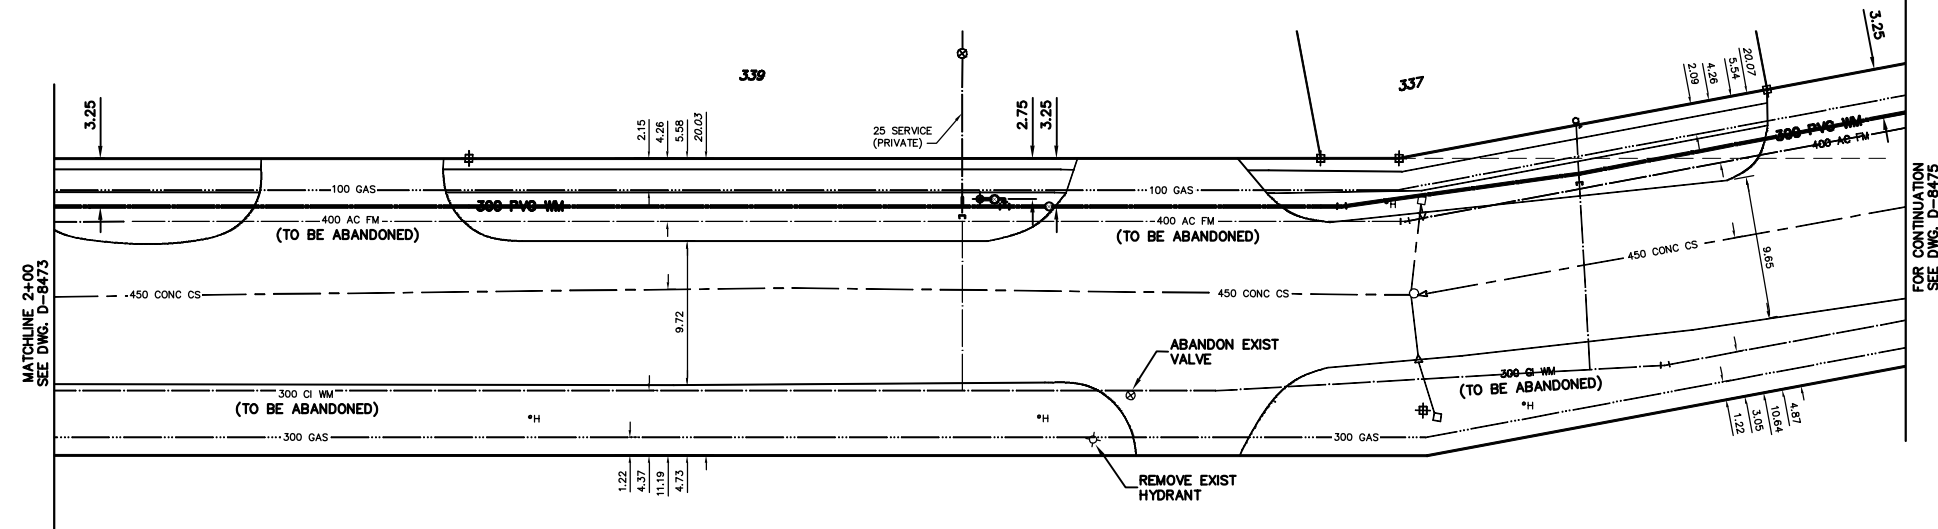 339
337
3.25
2.15
4.26
5.58
20.03
25 SERVICE
(PRIVATE)
2.75
3.25
2.09
4.26
5.54
20.07
3.25
100 GAS
100 GAS
300 PVC WM
300 PVC WM
400 AC FM
(TO BE ABANDONED)
400 AC FM
(TO BE ABANDONED)
400 AC FM
H
450 CONC CS
450 CONC CS
450 CONC CS
9.72
9.65
MATCHLINE 2+00
SEE DWG. D-8473
FOR CONTINUATION
SEE DWG. D-8475
ABANDON EXIST
VALVE
300 CI WM
(TO BE ABANDONED)
300 CI WM
(TO BE ABANDONED)
H
H
H
300 GAS
300 GAS
1.22
4.37
11.19
4.73
1.22
3.05
10.64
4.87
REMOVE EXIST
HYDRANT